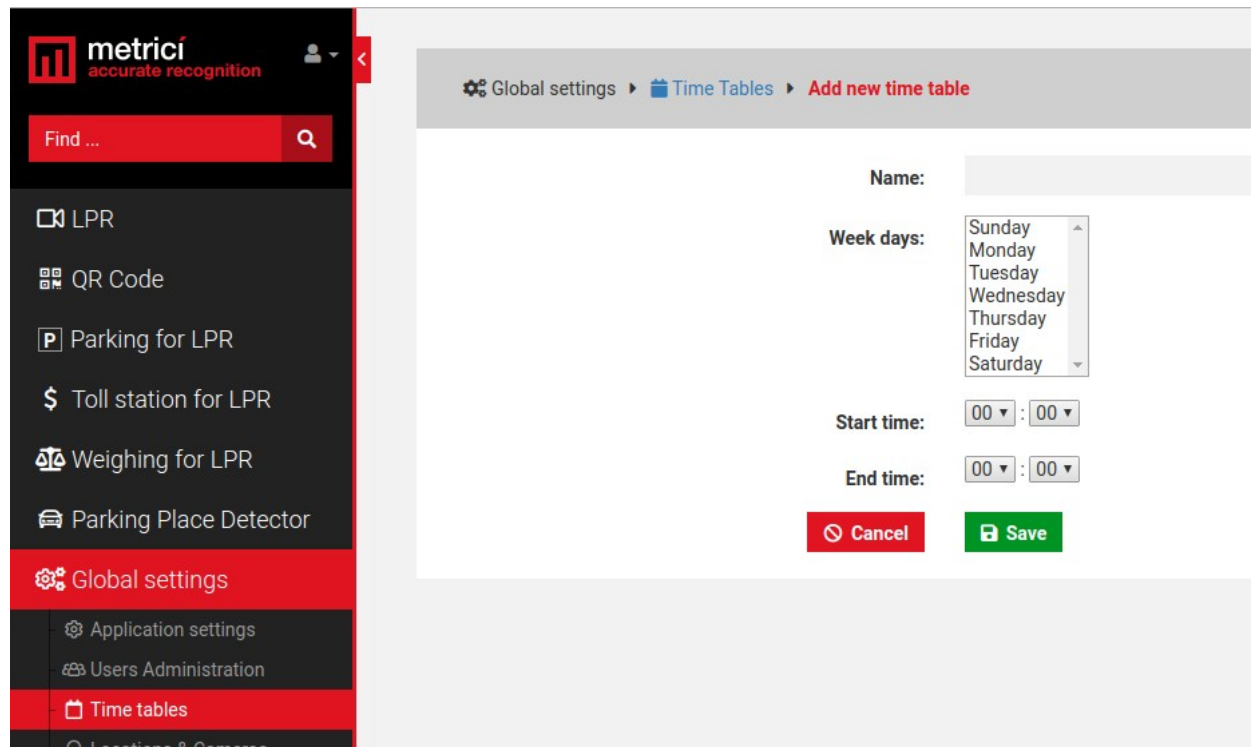 metricí
accurate recognition
Find ...
LPR
QR Code
P Parking for LPR
$ Toll station for LPR
Weighing for LPR
Parking Place Detector
Global settings
Application settings
Users Administration
Time tables
Locations & Cameras
Global settings Time Tables Add new time table
Name:
Week days:
Sunday
Monday
Tuesday
Wednesday
Thursday
Friday
Saturday
Start time: 00 : 00
End time: 00 : 00
Cancel Save